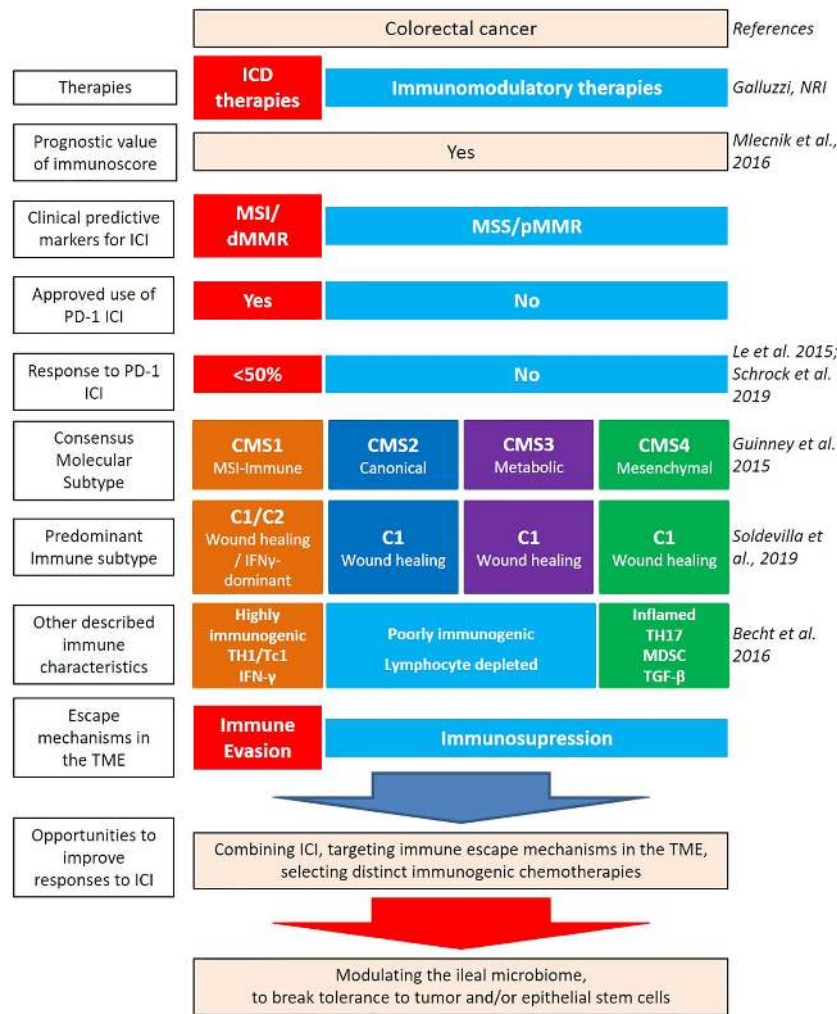 Colorectal cancer
References
Therapies
ICD
therapies
Immunomodulatory therapies
Galluzzi, NRI
Prognostic value
of immunoscore
Yes
Mlecnik et al.,
2016
Clinical predictive
markers for ICI
MSI/
dMMR
MSS/pMMR
Approved use of
PD-1 ICI
Yes
No
Response to PD-1
ICI
<50%
No
Le et al. 2015;
Schrock et al.
2019
Consensus
Molecular
Subtype
CMS1
MSI-Immune
CMS2
Canonical
CMS3
Metabolic
CMS4
Mesenchymal
Guinney et al.
2015
Predominant
Immune subtype
C1/C2
Wound healing
/ IFNγ-
dominant
C1
Wound healing
C1
Wound healing
C1
Wound healing
Soldevilla et
al., 2019
Other described
immune
characteristics
Highly
immunogenic
TH1/Tc1
IFN-γ
Poorly immunogenic
Lymphocyte depleted
Inflamed
TH17
MDSC
TGF-β
Becht et al.
2016
Escape
mechanisms in
the TME
Immune
Evasion
Immunosupression
Opportunities to
improve
responses to ICI
Combining ICI, targeting immune escape mechanisms in the TME,
selecting distinct immunogenic chemotherapies
Modulating the ileal microbiome,
to break tolerance to tumor and/or epithelial stem cells